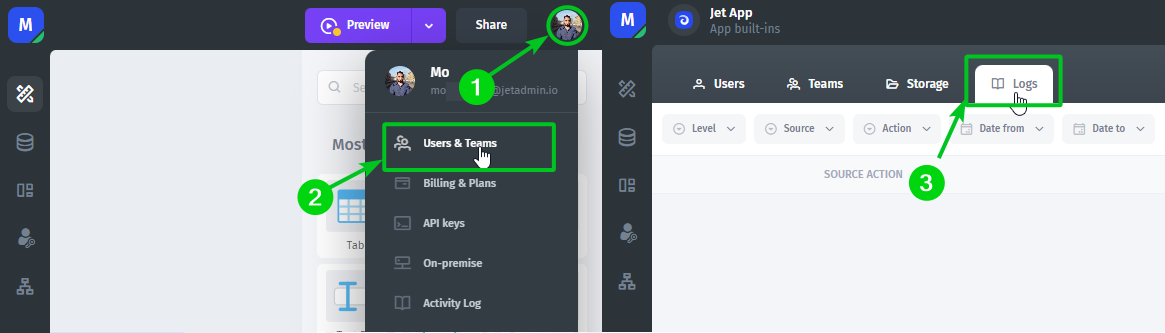 M
Preview
Share
1
Se
Most
Tab
Mo
mo
@jetadmin.io
Users & Teams
2
Billing & Plans
API keys
On-premise
Activity Log
M
Jet App
App built-ins
Users
Teams
Storage
Logs
Level
Source
Action
Date from
Date to
SOURCE ACTION
3